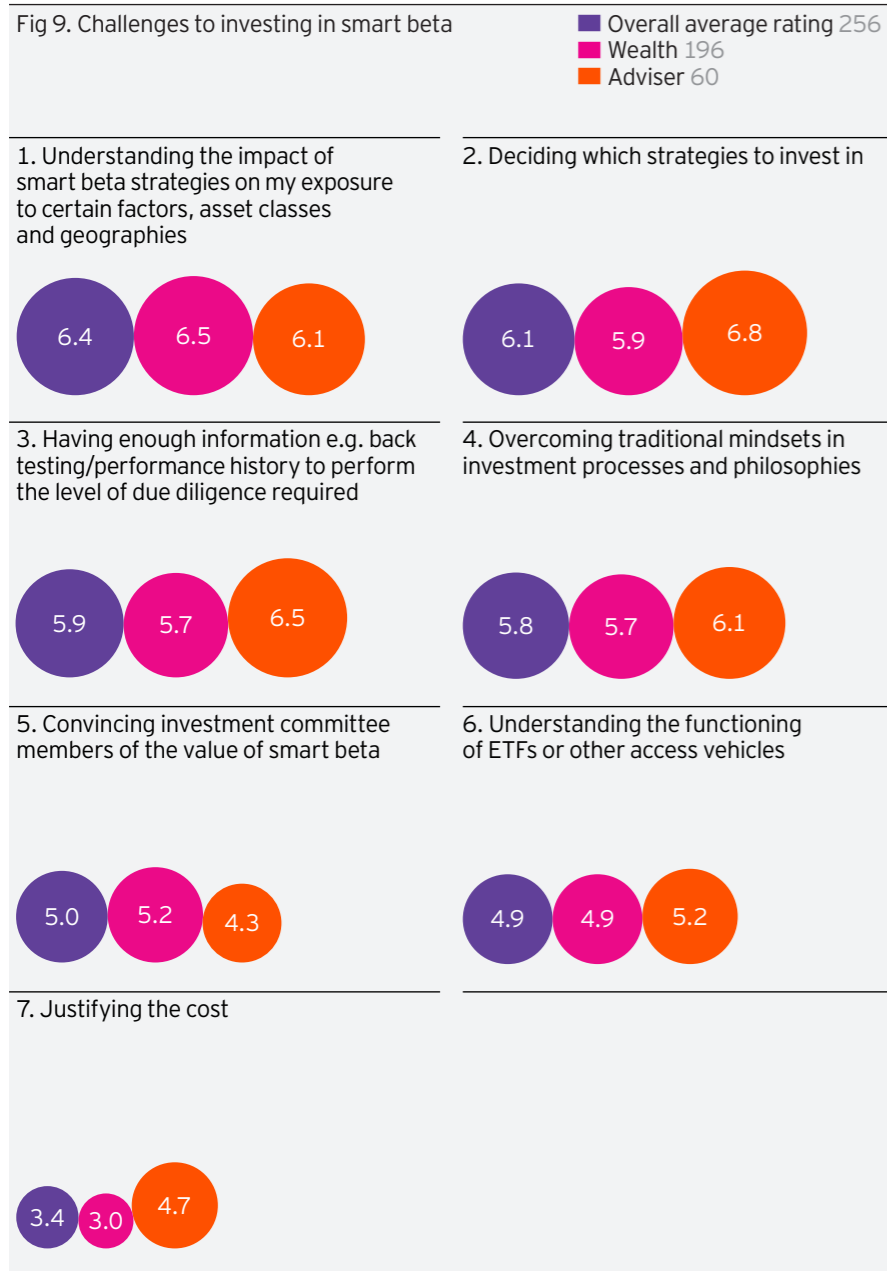 Fig 9. Challenges to investing in smart beta
Overall average rating 256
Wealth 196
Adviser 60
1. Understanding the impact of
smart beta strategies on my exposure
to certain factors, asset classes
and geographies
6.4 6.5 6.1
2. Deciding which strategies to invest in
6.1 5.9 6.8
3. Having enough information e.g. back
testing/performance history to perform
the level of due diligence required
5.9 5.7 6.5
4. Overcoming traditional mindsets in
investment processes and philosophies
5.8 5.7 6.1
5. Convincing investment committee
members of the value of smart beta
5.0 5.2 4.3
6. Understanding the functioning
of ETFs or other access vehicles
4.9 4.9 5.2
7. Justifying the cost
3.4 3.0 4.7